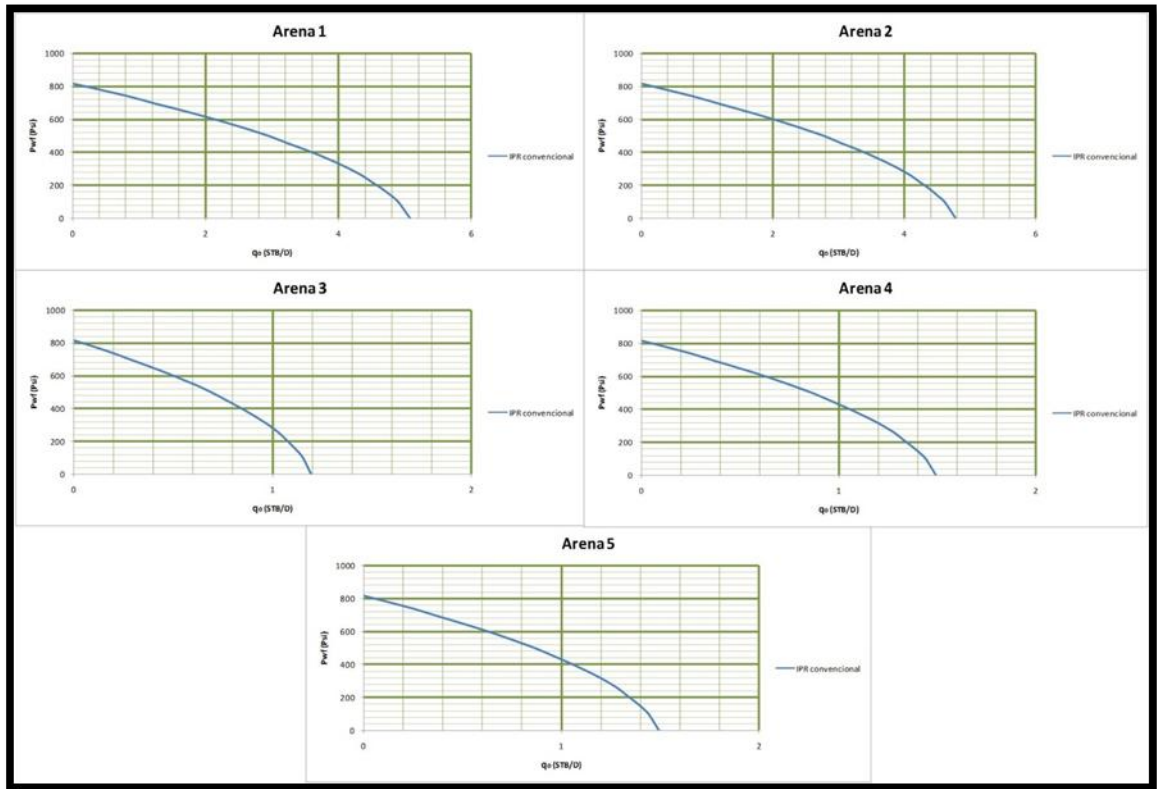 Arena 1
1000
800
600
400
200
0
Pwf (Psi)
0 2 4 6
qo (STB/D)
IPR convencional
Arena 2
1000
800
600
400
200
0
Pwf (Psi)
0 2 4 6
qo (STB/D)
IPR convencional
Arena 3
1000
800
600
400
200
0
Pwf (Psi)
0 1 2
qo (STB/D)
IPR convencional
Arena 4
1000
800
600
400
200
0
Pwf (Psi)
0 1 2
qo (STB/D)
IPR convencional
Arena 5
1000
800
600
400
200
0
Pwf (Psi)
0 1 2
qo (STB/D)
IPR convencional